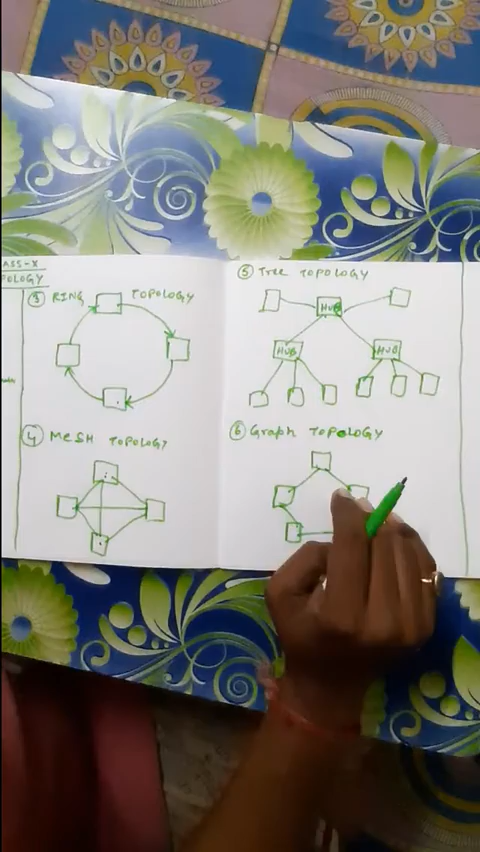 ASS-X
POLOGY
③ RING TOPOLOGY
④ MESH TOPOLOGY
⑤ Tree TOPOLOGY
HUB
HUB
HUB
⑥ Graph TOPOLOGY